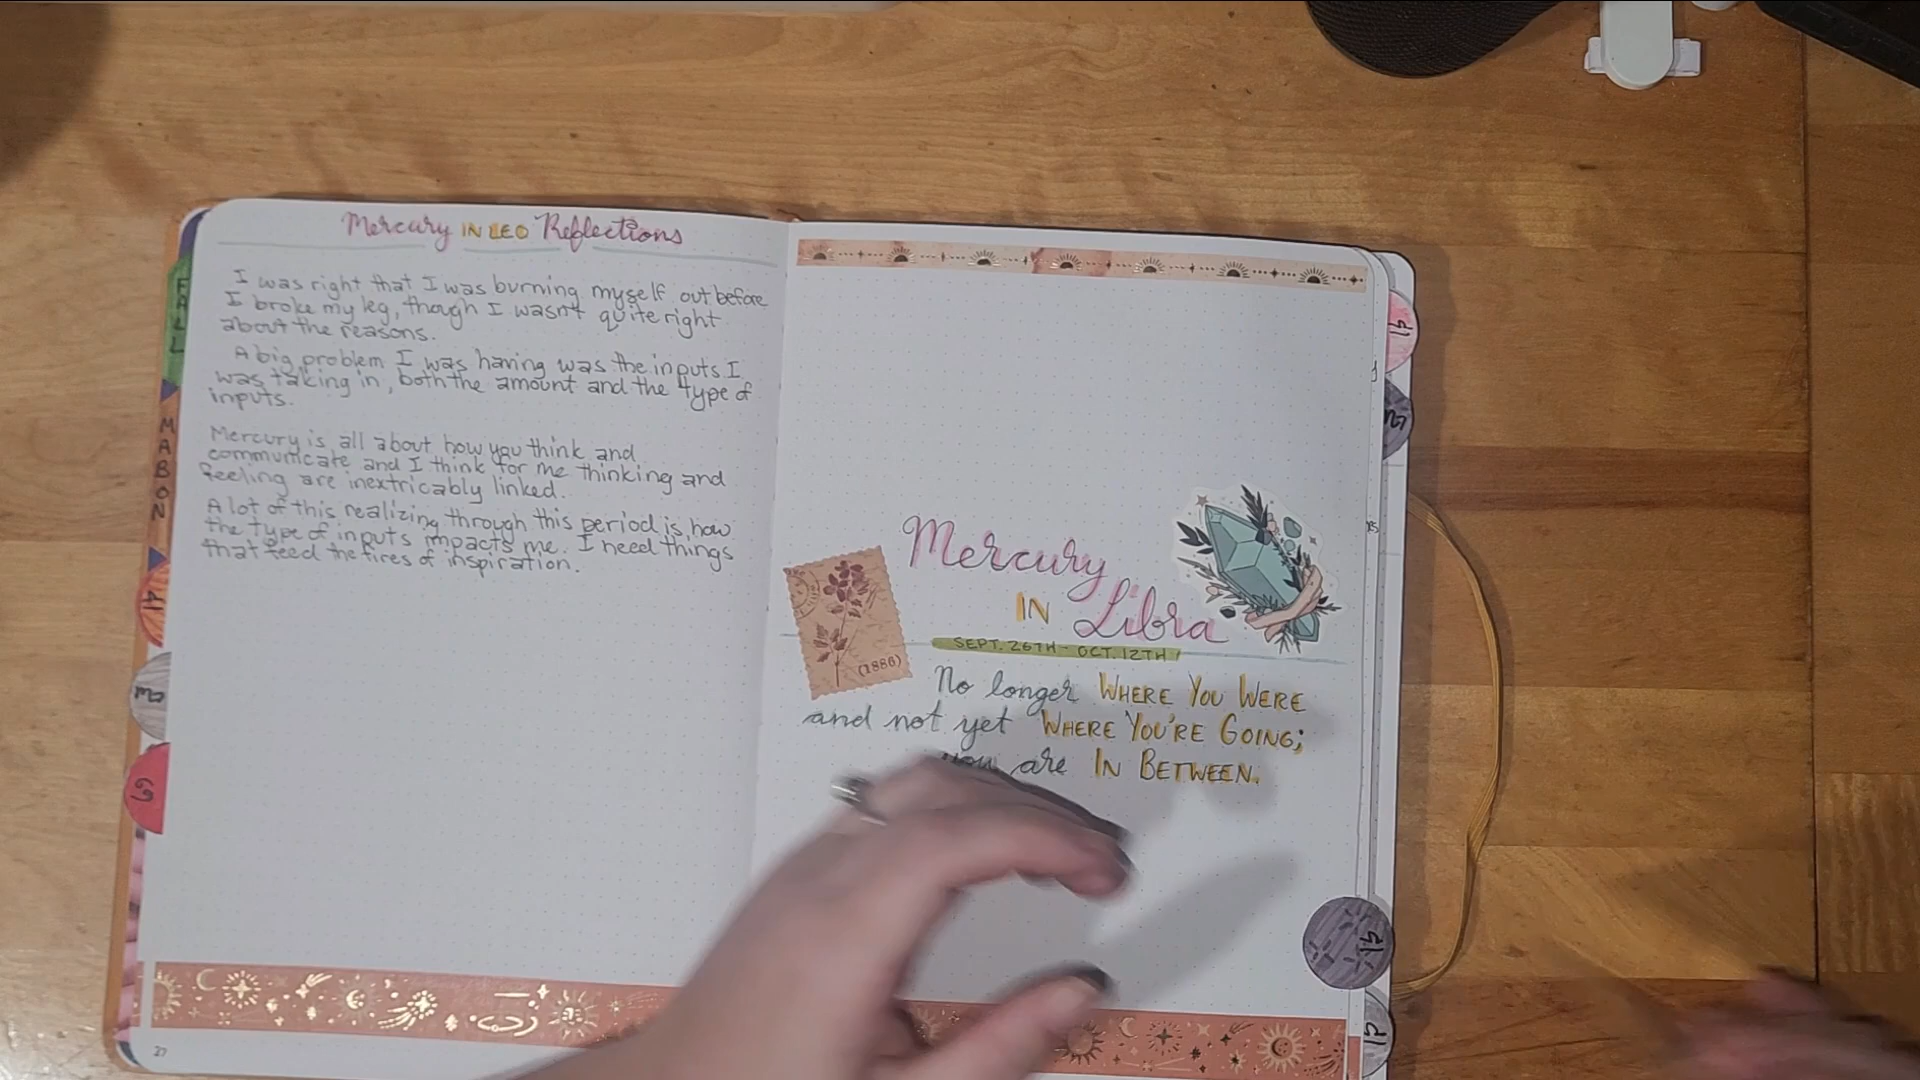 Mercury IN LEO Reflections
I was right that I was burning myself out before
I broke my leg, though I wasn't quite right
about the reasons.
A big problem I was having was the inputs I
was taking in, both the amount and the type of
inputs.
Mercury is all about how you think and
communicate and I think for me thinking and
feeling are inextricably linked.
A lot of this realizing through this period is how
the type of inputs impacts me. I need things
that feed the fires of inspiration.
27
FALL
MABON
Mercury
IN Libra
SEPT. 26TH - OCT. 12TH
(1886)
No longer WHERE YOU WERE
and not yet WHERE YOU'RE GOING;
you are IN BETWEEN.